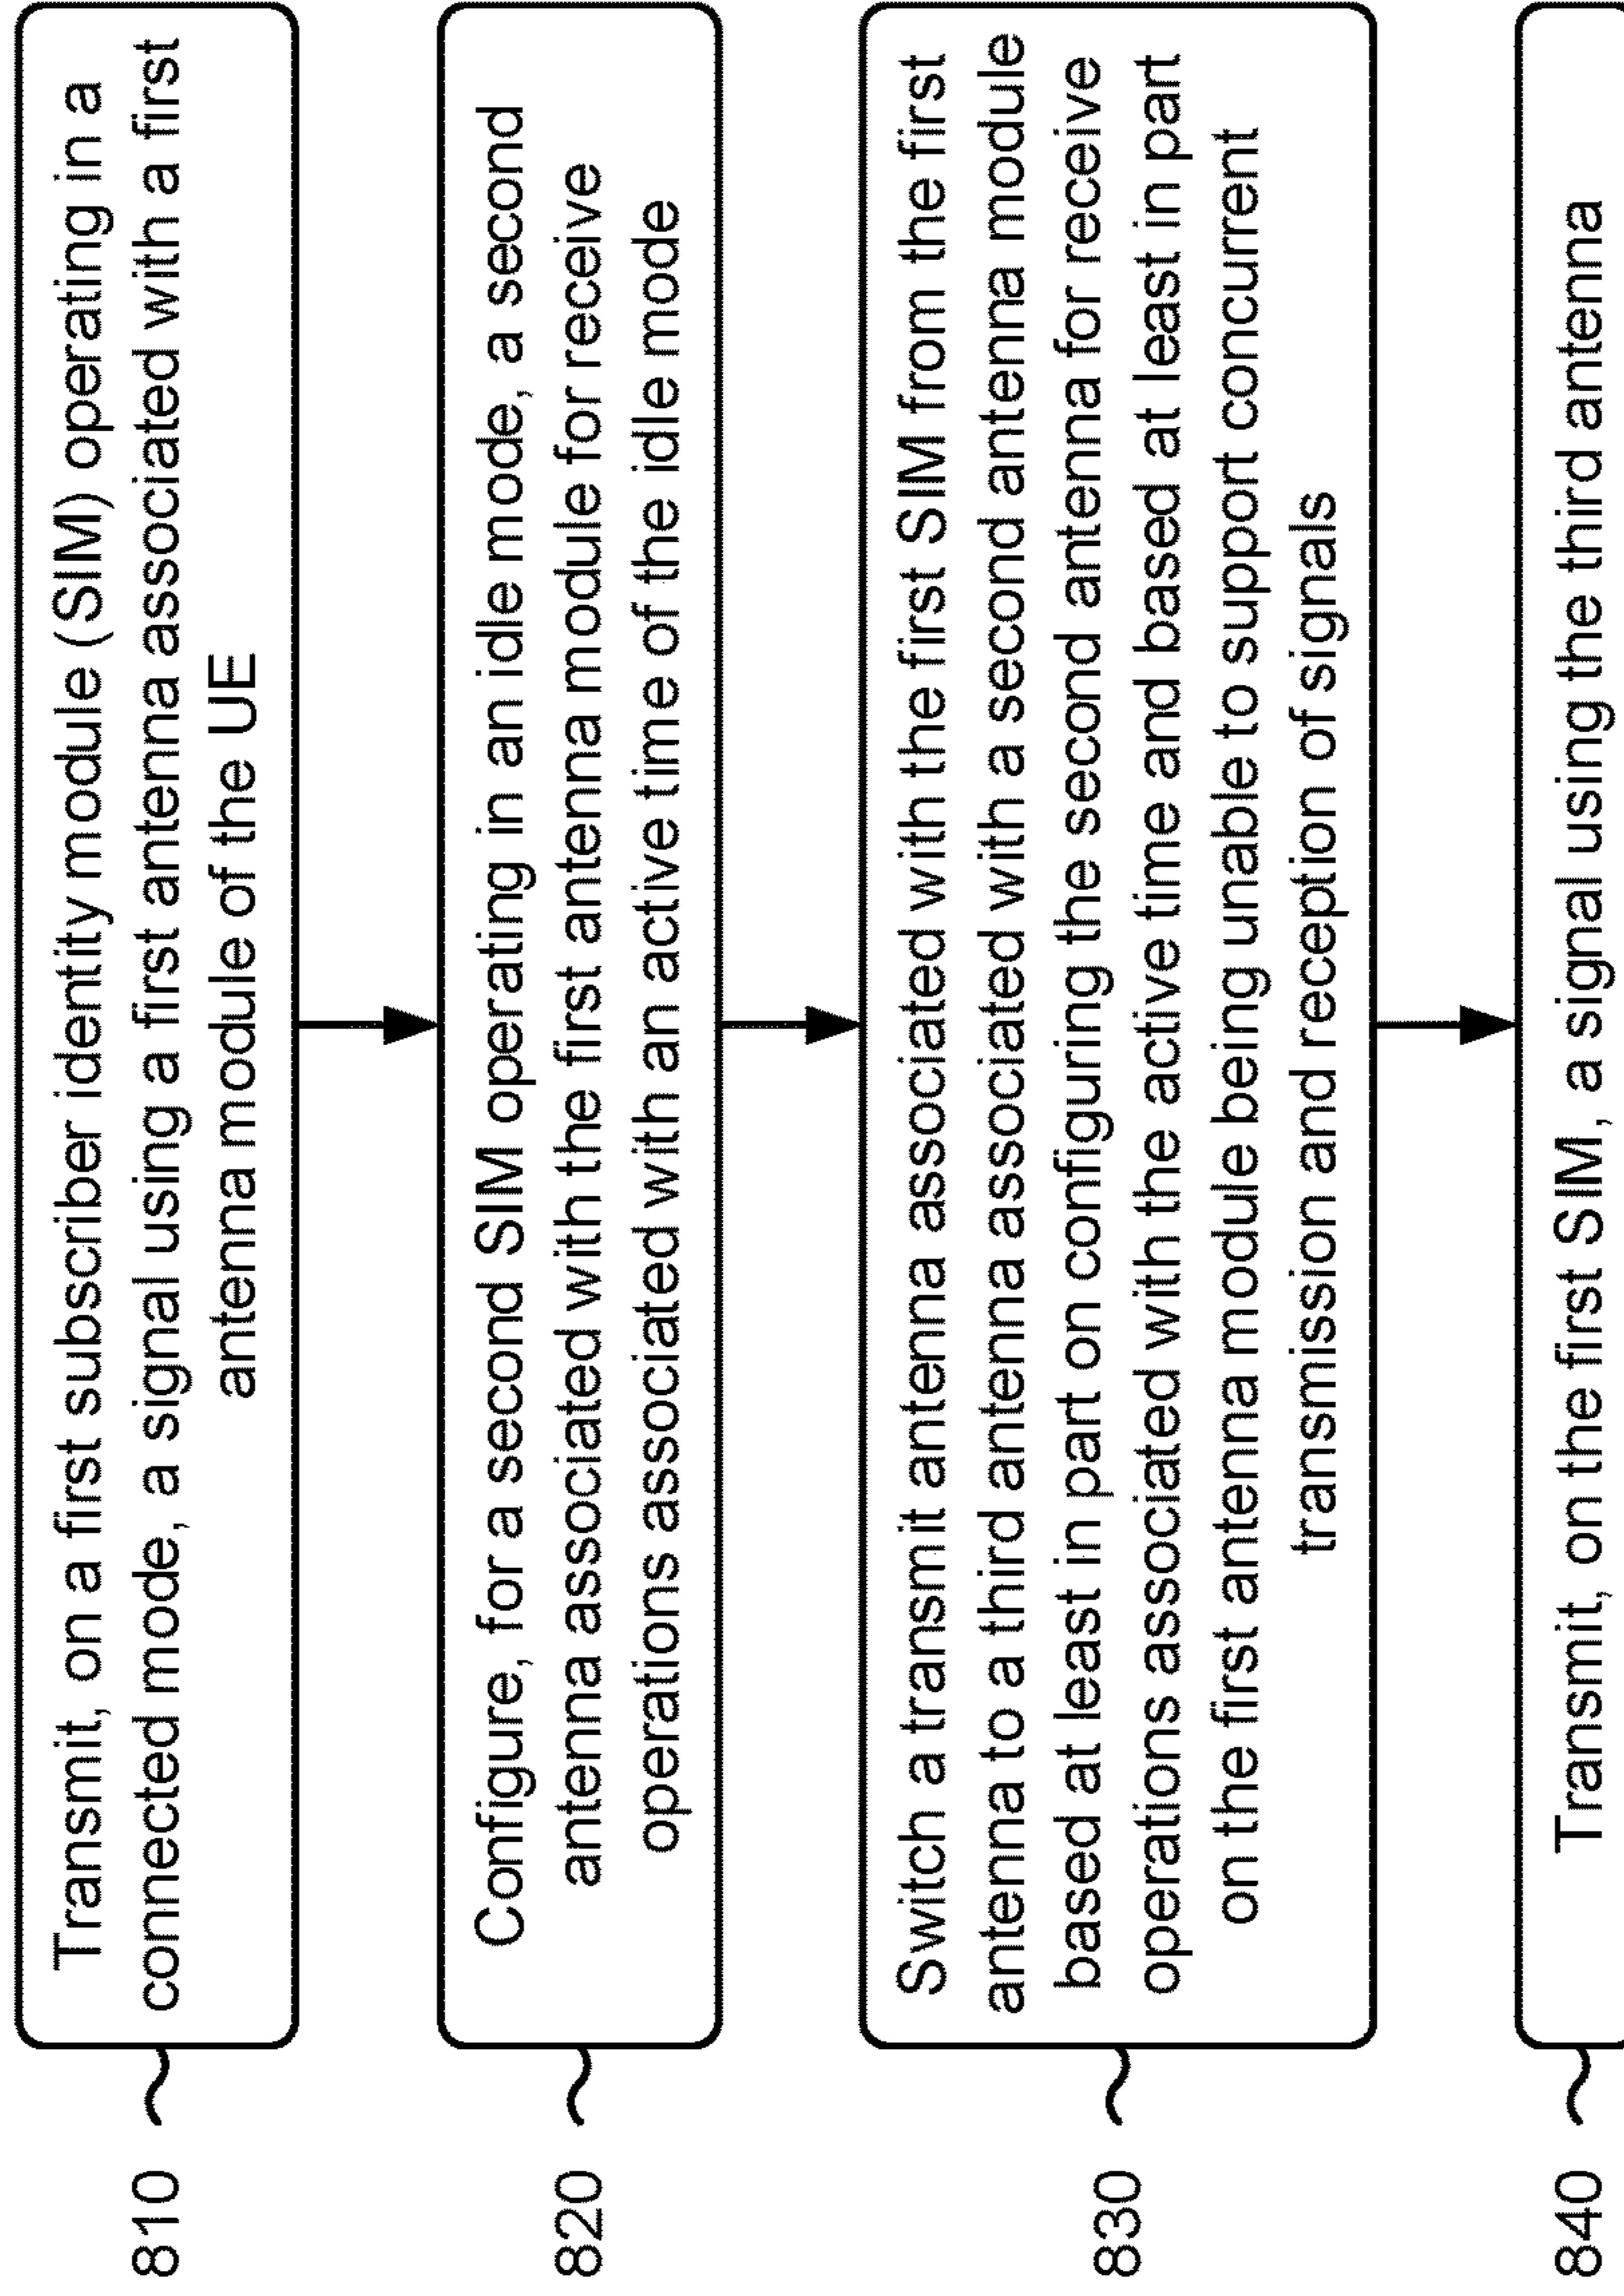 810
Transmit, on a first subscriber identity module (SIM) operating in a
connected mode, a signal using a first antenna associated with a first
antenna module of the UE
820
Configure, for a second SIM operating in an idle mode, a second
antenna associated with the first antenna module for receive
operations associated with an active time of the idle mode
830
Switch a transmit antenna associated with the first SIM from the first
antenna to a third antenna associated with a second antenna module
based at least in part on configuring the second antenna for receive
operations associated with the active time and based at least in part
on the first antenna module being unable to support concurrent
transmission and reception of signals
840
Transmit, on the first SIM, a signal using the third antenna